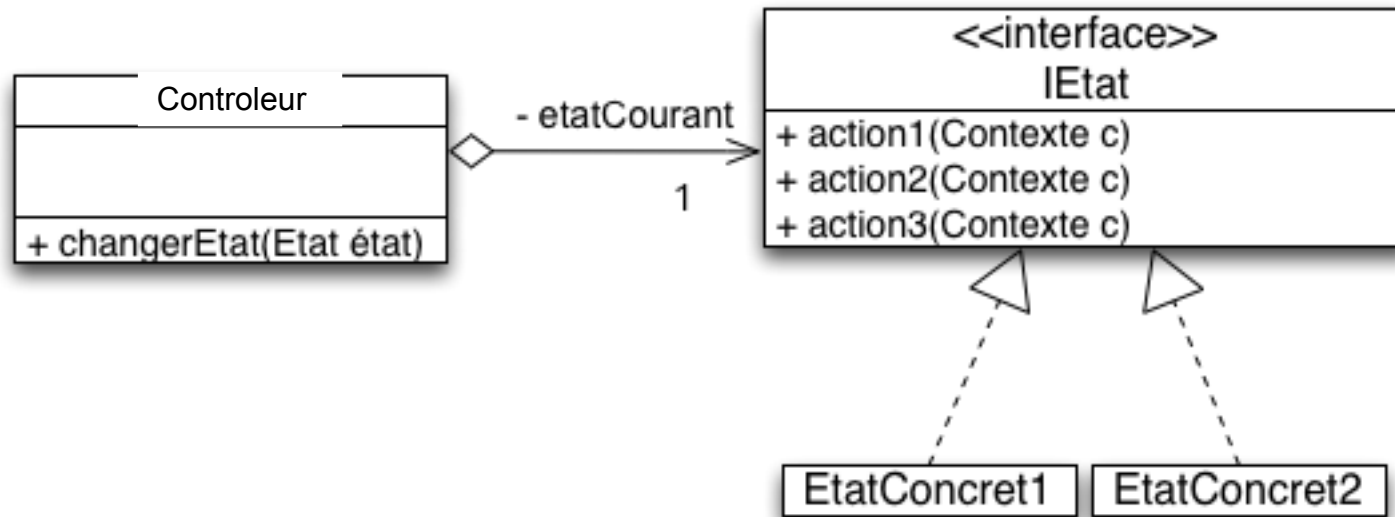 Controleur
+ changerEtat(Etat état)
- etatCourant
1
<<interface>>
IEtat
+ action1(Contexte c)
+ action2(Contexte c)
+ action3(Contexte c)
EtatConcret1
EtatConcret2